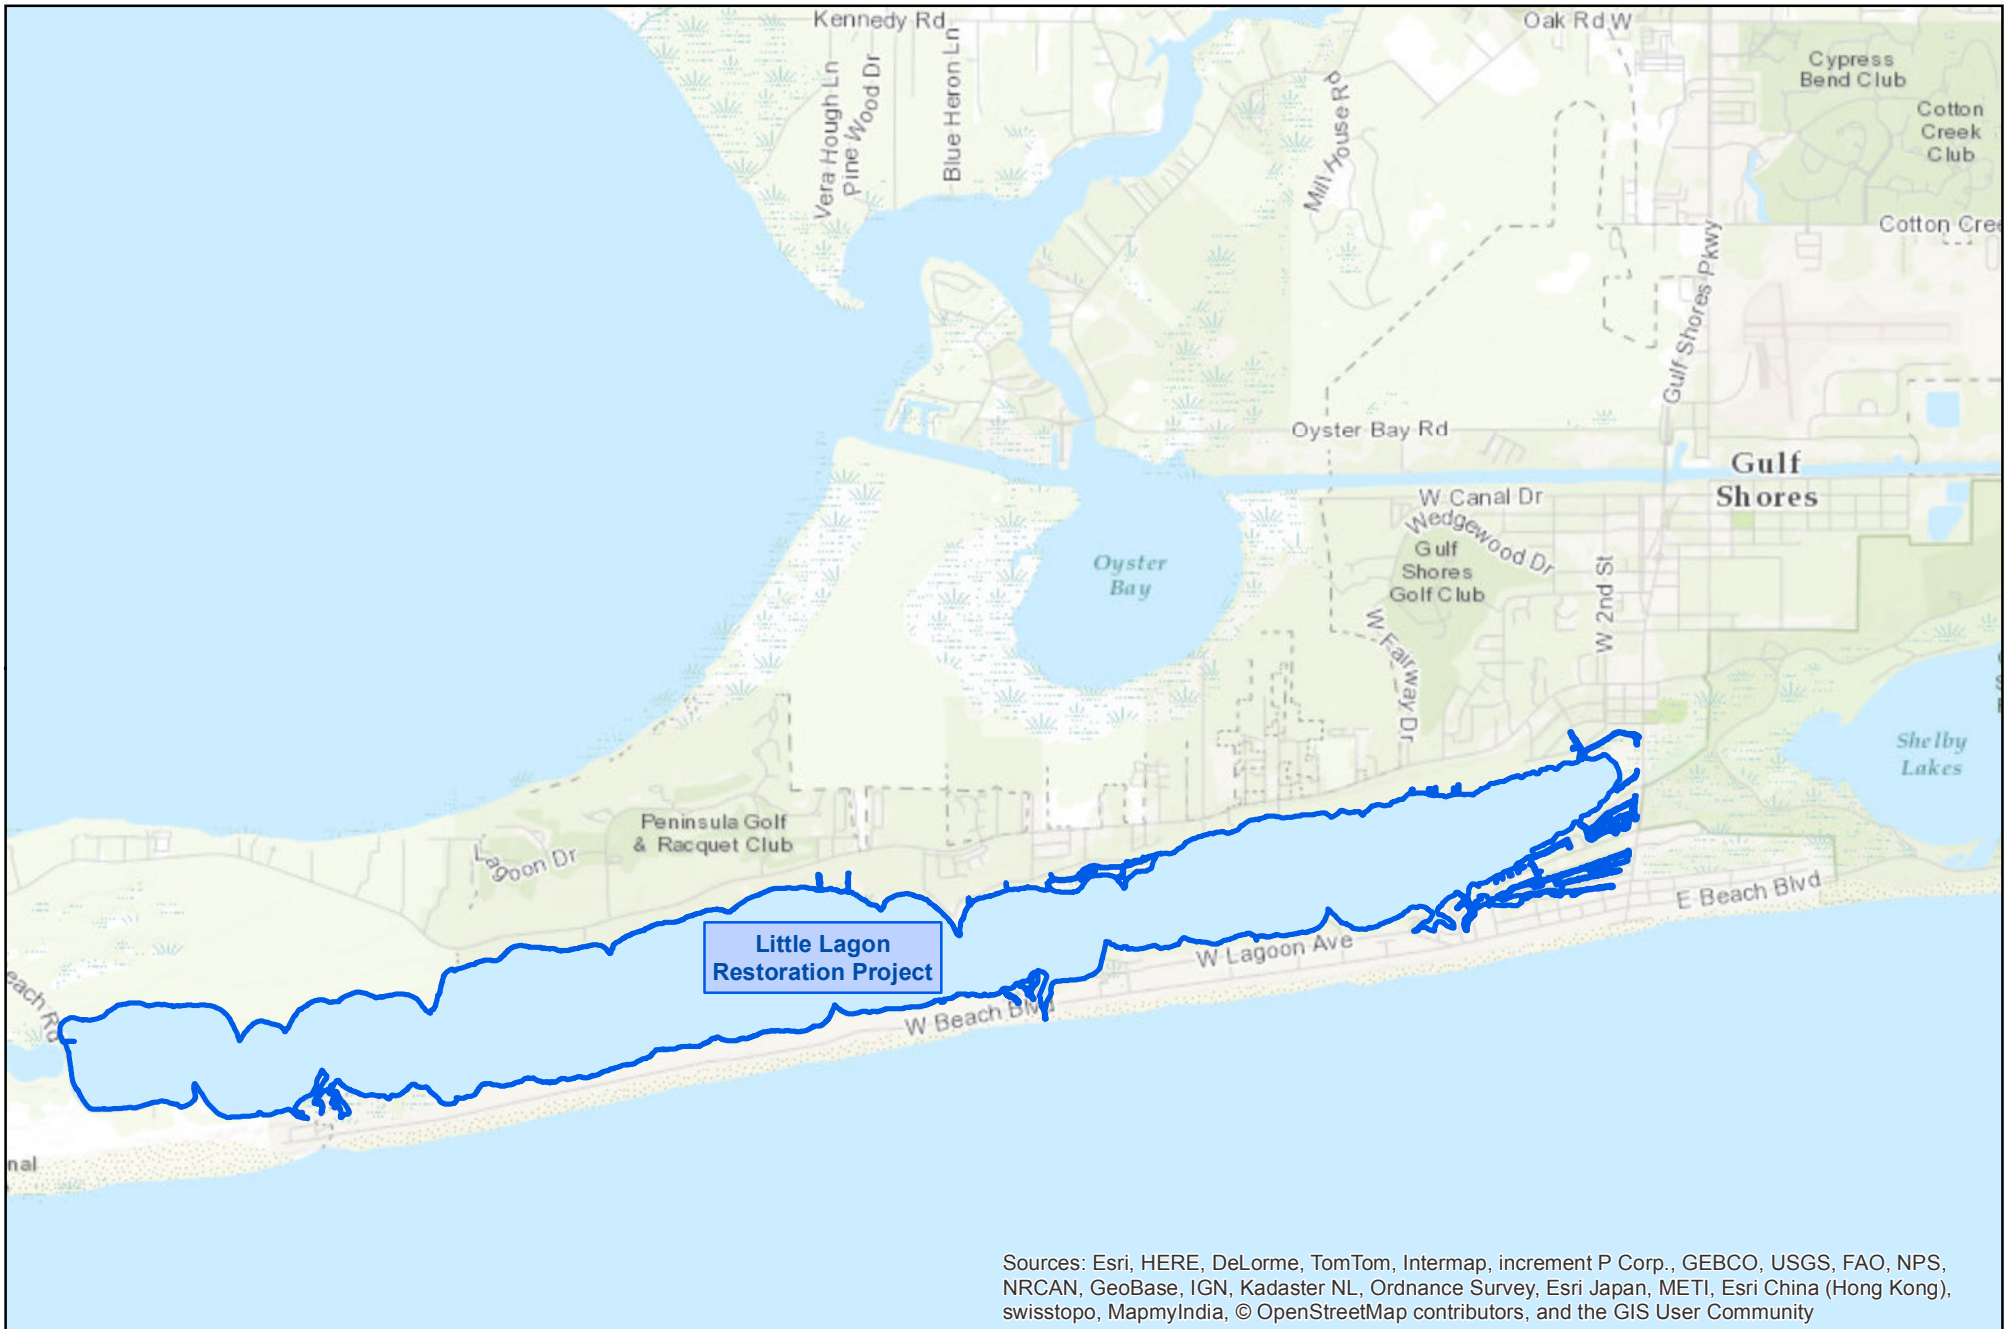 Kennedy Rd
Oak Rd W
Vera Hough Ln
Pine Wood Dr
Blue Heron Ln
Mill House Rd
Cypress
Bend Club
Cotton
Creek
Club
Cotton Cree
Gulf Shores Pkwy
Oyster Bay Rd
Gulf
Shores
W Canal Dr
Wedgewood Dr
Gulf
Shores
Golf Club
W 2nd St
Oyster
Bay
W Fairway Dr
Shelby
Lakes
Peninsula Golf
& Racquet Club
Lagoon Dr
E Beach Blvd
Little Lagon
Restoration Project
W Lagoon Ave
W Beach Blvd
each Rd
nal
Sources: Esri, HERE, DeLorme, TomTom, Intermap, increment P Corp., GEBCO, USGS, FAO, NPS,
NRCAN, GeoBase, IGN, Kadaster NL, Ordnance Survey, Esri Japan, METI, Esri China (Hong Kong),
swisstopo, MapmyIndia, © OpenStreetMap contributors, and the GIS User Community